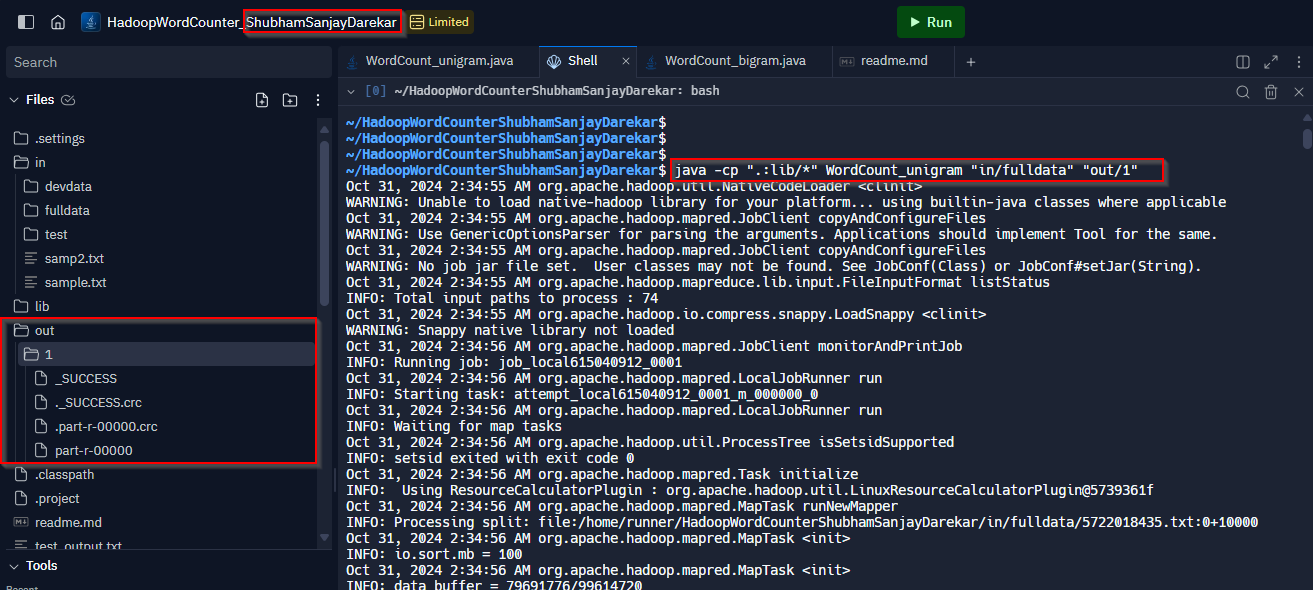 HadoopWordCounter_ShubhamSanjayDarekar Limited Run
Search
Files
.settings
in
devdata
fulldata
test
samp2.txt
sample.txt
lib
out
1
_SUCCESS
._SUCCESS.crc
.part-r-00000.crc
part-r-00000
.classpath
.project
readme.md
test_output.txt
Tools
Recent
WordCount_unigram.java Shell × WordCount_bigram.java readme.md +
[0] ~/HadoopWordCounterShubhamSanjayDarekar: bash
~/HadoopWordCounterShubhamSanjayDarekar$
~/HadoopWordCounterShubhamSanjayDarekar$
~/HadoopWordCounterShubhamSanjayDarekar$
~/HadoopWordCounterShubhamSanjayDarekar$ java -cp ".:lib/*" WordCount_unigram "in/fulldata" "out/1"
Oct 31, 2024 2:34:55 AM org.apache.hadoop.util.NativeCodeLoader <clinit>
WARNING: Unable to load native-hadoop library for your platform... using builtin-java classes where applicable
Oct 31, 2024 2:34:55 AM org.apache.hadoop.mapred.JobClient copyAndConfigureFiles
WARNING: Use GenericOptionsParser for parsing the arguments. Applications should implement Tool for the same.
Oct 31, 2024 2:34:55 AM org.apache.hadoop.mapred.JobClient copyAndConfigureFiles
WARNING: No job jar file set.  User classes may not be found. See JobConf(Class) or JobConf#setJar(String).
Oct 31, 2024 2:34:55 AM org.apache.hadoop.mapreduce.lib.input.FileInputFormat listStatus
INFO: Total input paths to process : 74
Oct 31, 2024 2:34:55 AM org.apache.hadoop.io.compress.snappy.LoadSnappy <clinit>
WARNING: Snappy native library not loaded
Oct 31, 2024 2:34:56 AM org.apache.hadoop.mapred.JobClient monitorAndPrintJob
INFO: Running job: job_local615040912_0001
Oct 31, 2024 2:34:56 AM org.apache.hadoop.mapred.LocalJobRunner run
INFO: Starting task: attempt_local615040912_0001_m_000000_0
Oct 31, 2024 2:34:56 AM org.apache.hadoop.mapred.LocalJobRunner run
INFO: Waiting for map tasks
Oct 31, 2024 2:34:56 AM org.apache.hadoop.util.ProcessTree isSetsidSupported
INFO: setsid exited with exit code 0
Oct 31, 2024 2:34:56 AM org.apache.hadoop.mapred.Task initialize
INFO:  Using ResourceCalculatorPlugin : org.apache.hadoop.util.LinuxResourceCalculatorPlugin@5739361f
Oct 31, 2024 2:34:56 AM org.apache.hadoop.mapred.MapTask runNewMapper
INFO: Processing split: file:/home/runner/HadoopWordCounterShubhamSanjayDarekar/in/fulldata/5722018435.txt:0+10000
Oct 31, 2024 2:34:56 AM org.apache.hadoop.mapred.MapTask <init>
INFO: io.sort.mb = 100
Oct 31, 2024 2:34:56 AM org.apache.hadoop.mapred.MapTask <init>
INFO: data buffer = 79691776/99614720